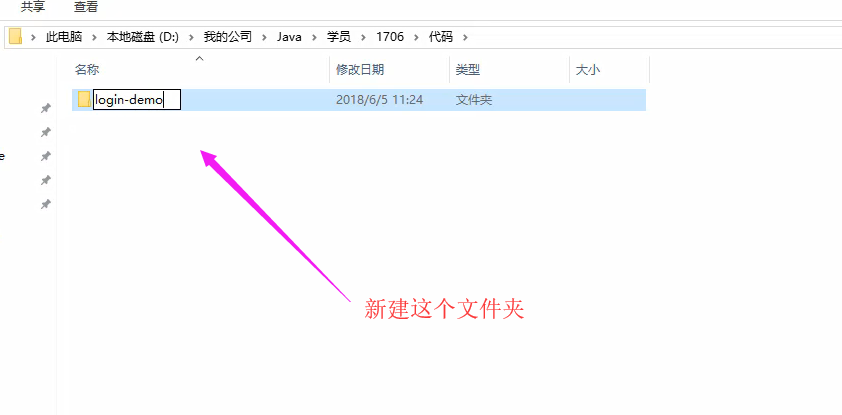 共享 查看
此电脑 › 本地磁盘 (D:) › 我的公司 › Java › 学员 › 1706 › 代码 ›
名称 修改日期 类型 大小
login-demo 2018/6/5 11:24 文件夹
e
新建这个文件夹